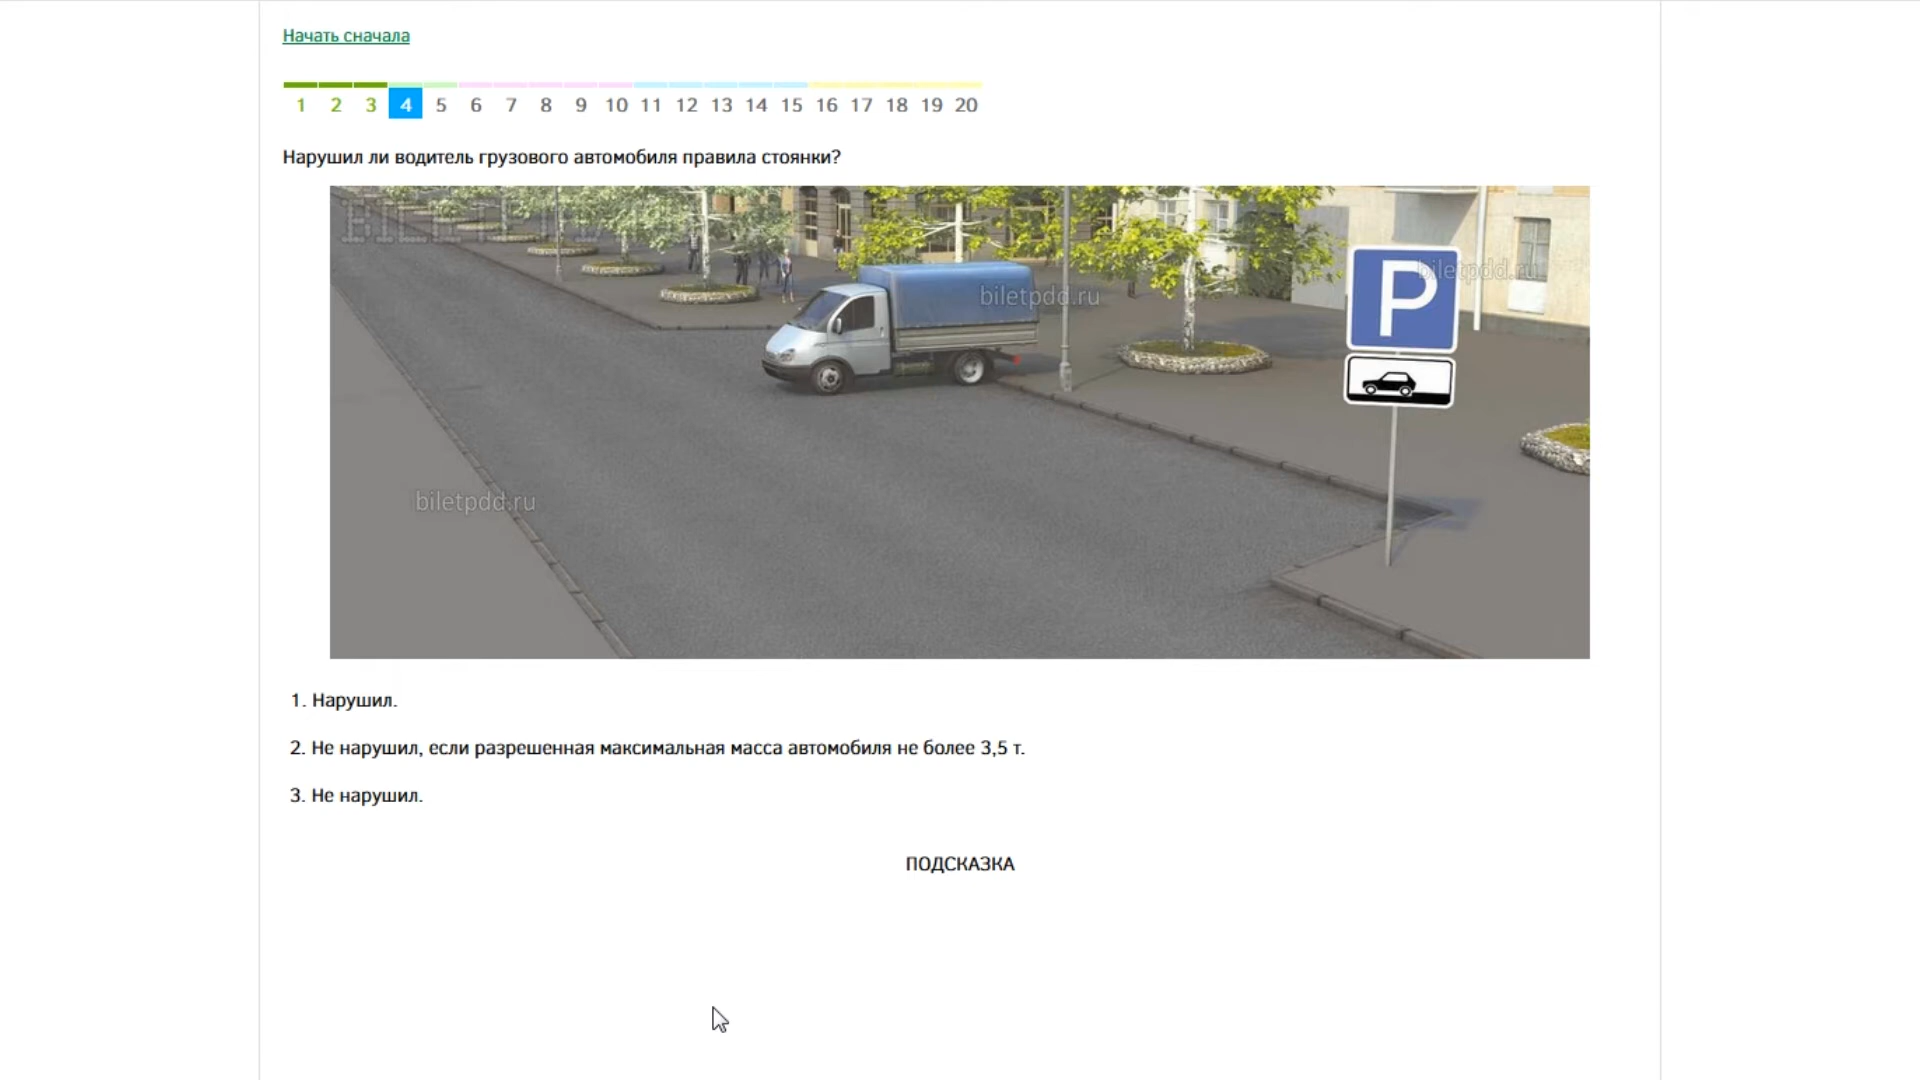 Начать сначала
1 2 3 4 5 6 7 8 9 10 11 12 13 14 15 16 17 18 19 20
Нарушил ли водитель грузового автомобиля правила стоянки?
P
biletpdd.ru
biletpdd.ru
biletpdd.ru
1. Нарушил.
2. Не нарушил, если разрешенная максимальная масса автомобиля не более 3,5 т.
3. Не нарушил.
ПОДСКАЗКА